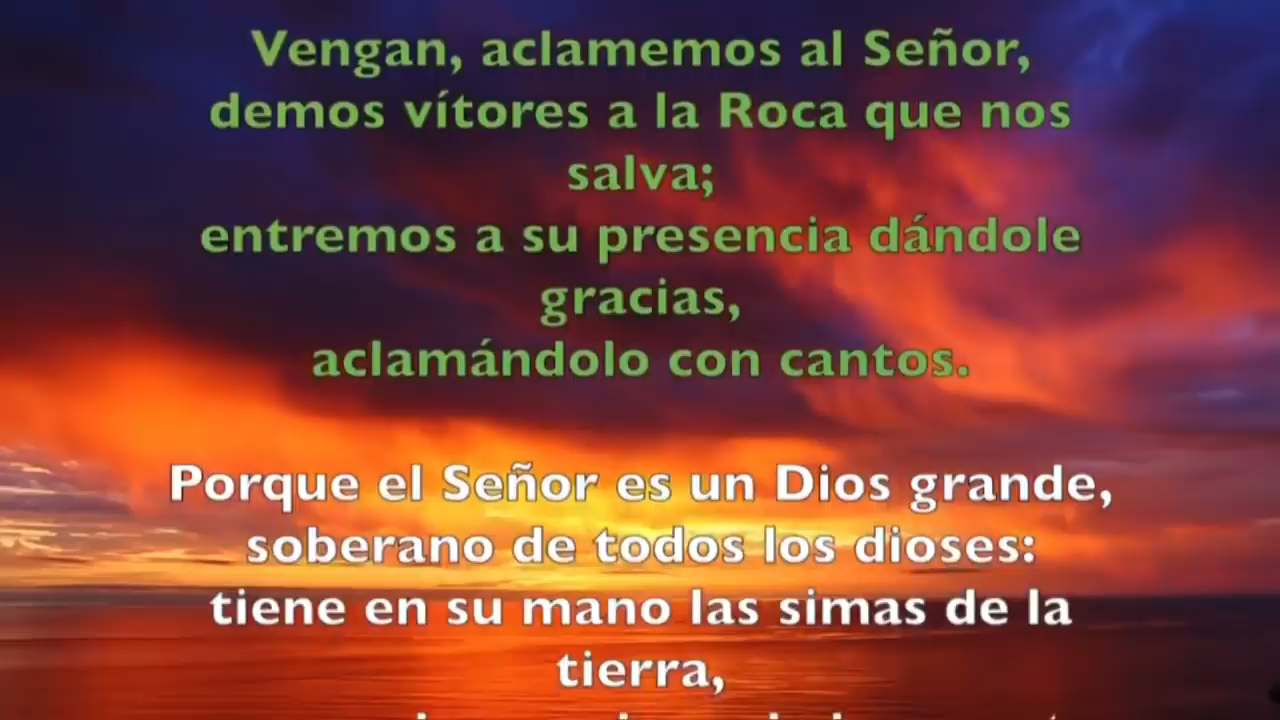 Vengan, aclamemos al Señor,
demos vítores a la Roca que nos
salva;
entremos a su presencia dándole
gracias,
aclamándolo con cantos.
Porque el Señor es un Dios grande,
soberano de todos los dioses:
tiene en su mano las simas de la
tierra,